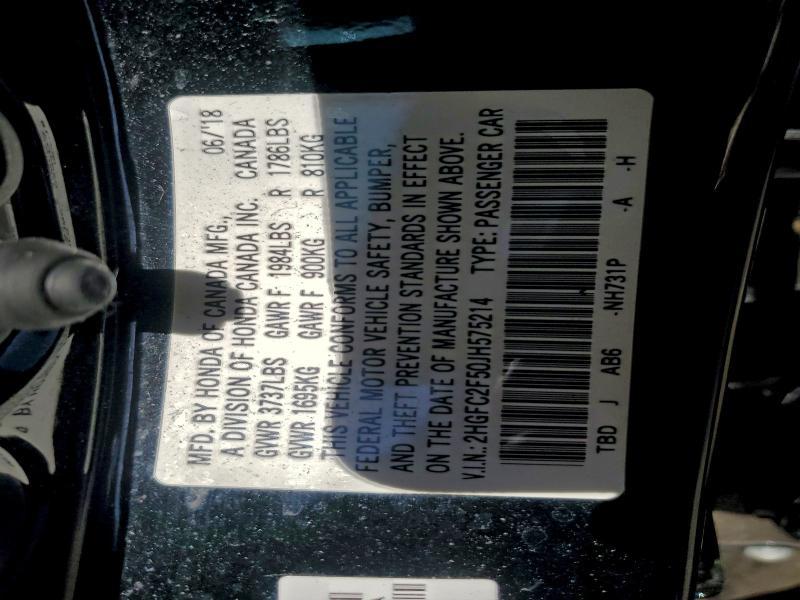 MFD. BY HONDA OF CANADA MFG., 06/'18
A DIVISION OF HONDA CANADA INC. CANADA
GVWR 3737LBS GAWR F 1984LBS R 1786LBS
GVWR 1695KG GAWR F 900KG R 810KG
THIS VEHICLE CONFORMS TO ALL APPLICABLE
FEDERAL MOTOR VEHICLE SAFETY, BUMPER,
AND THEFT PREVENTION STANDARDS IN EFFECT
ON THE DATE OF MANUFACTURE SHOWN ABOVE.
V.I.N.: 2HGFC2F50JH575214 TYPE: PASSENGER CAR
TBD J AB6 -NH731P -A -H